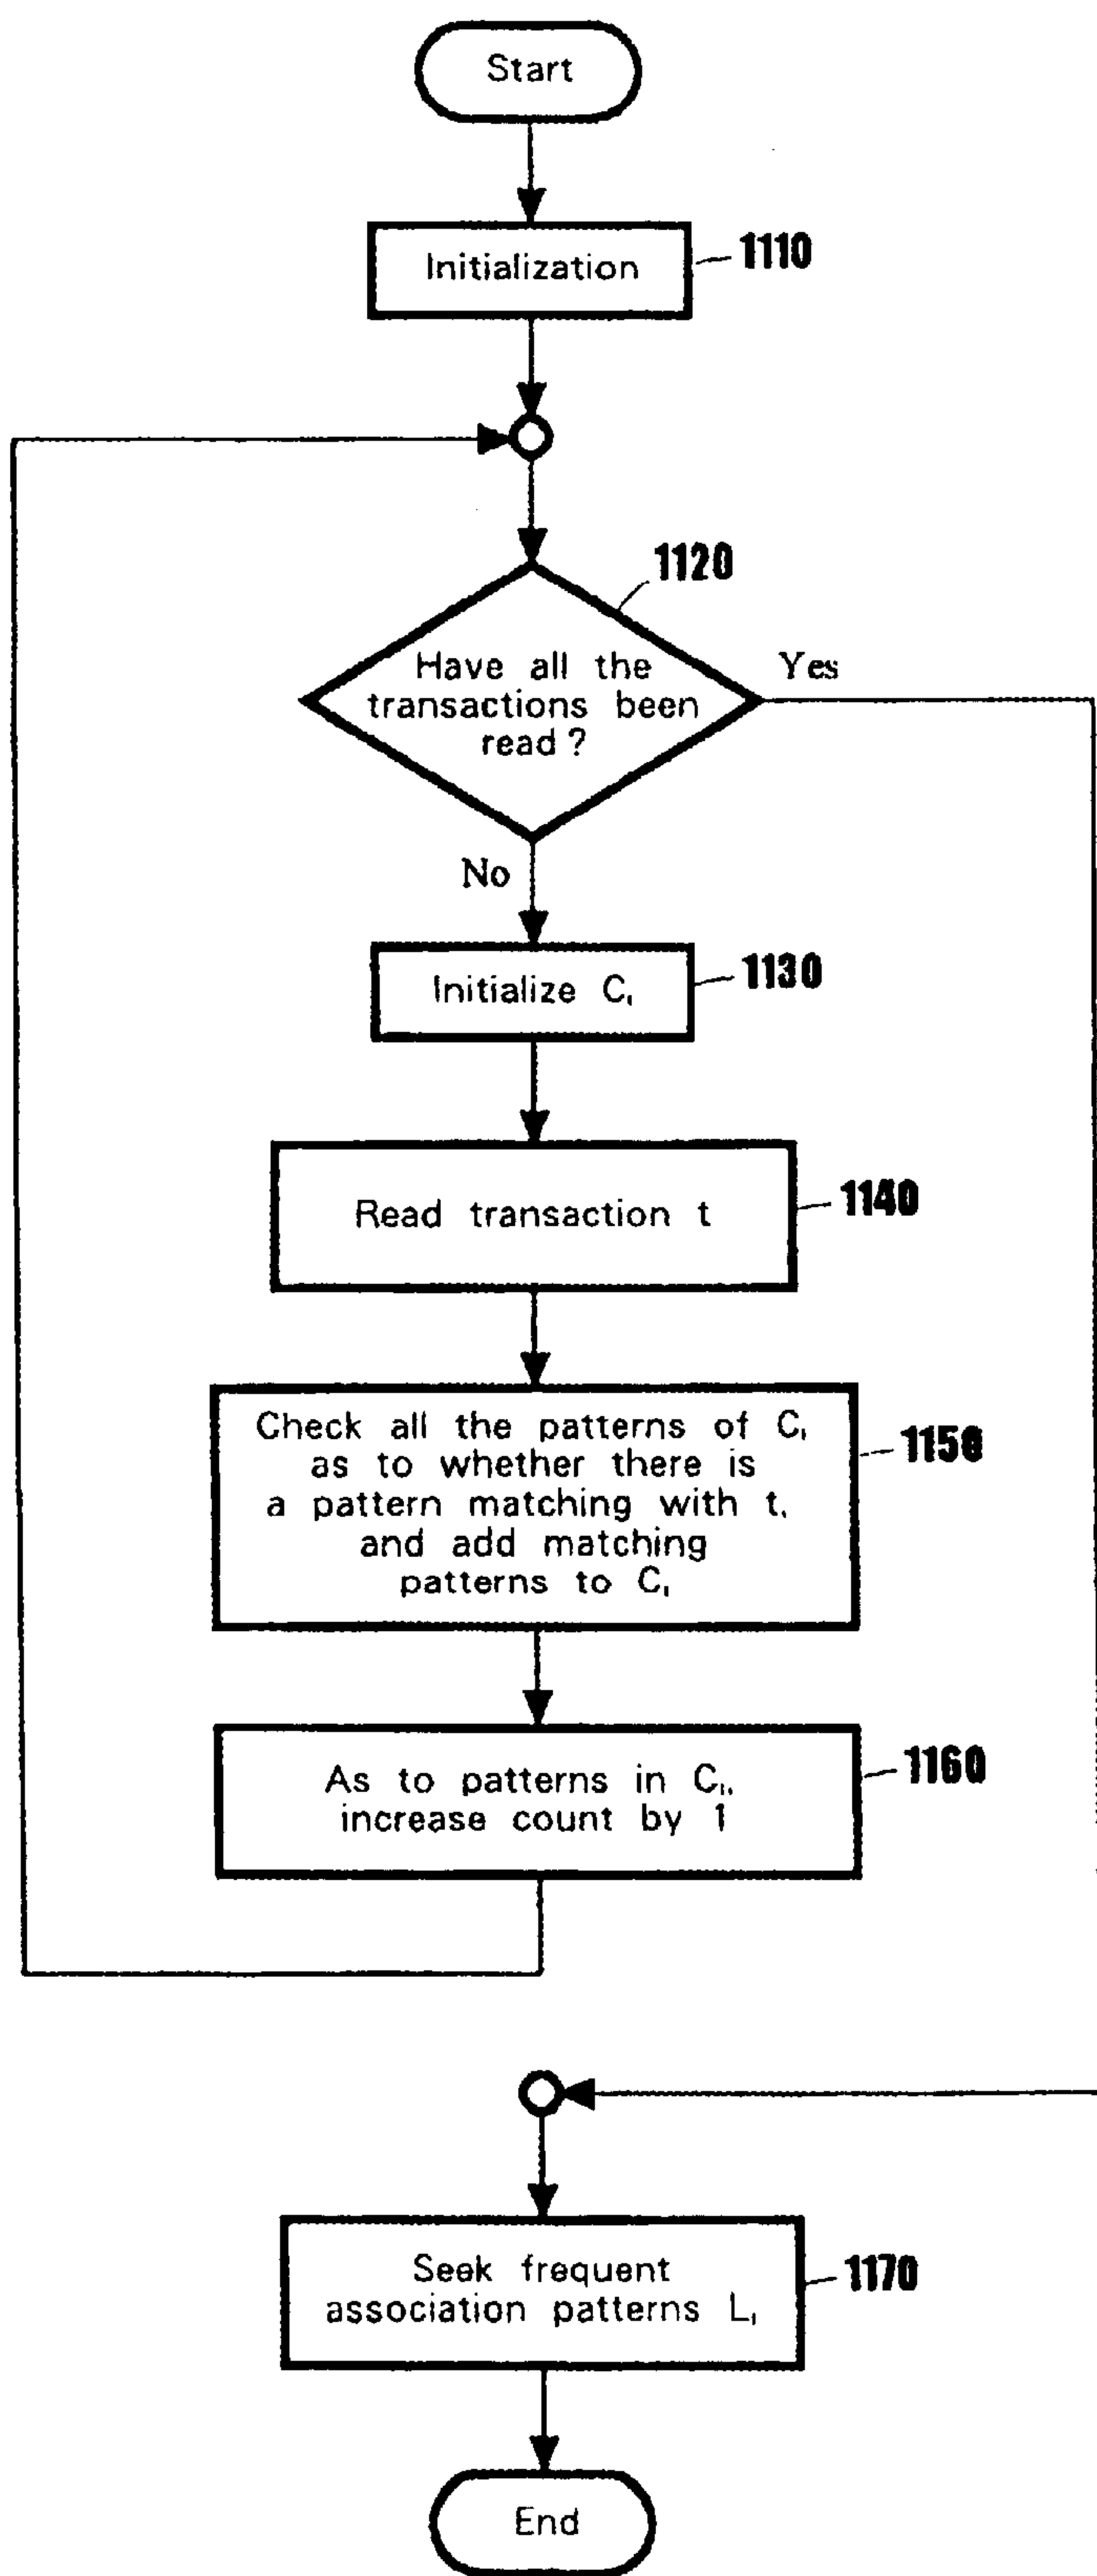 Start
Initialization
1110
1120
Have all the
transactions been
read ?
Yes
No
Initialize C₁
1130
Read transaction t
1140
Check all the patterns of C₁
as to whether there is
a pattern matching with t,
and add matching
patterns to C₁
1150
As to patterns in C₁,
increase count by 1
1160
Seek frequent
association patterns L₁
1170
End